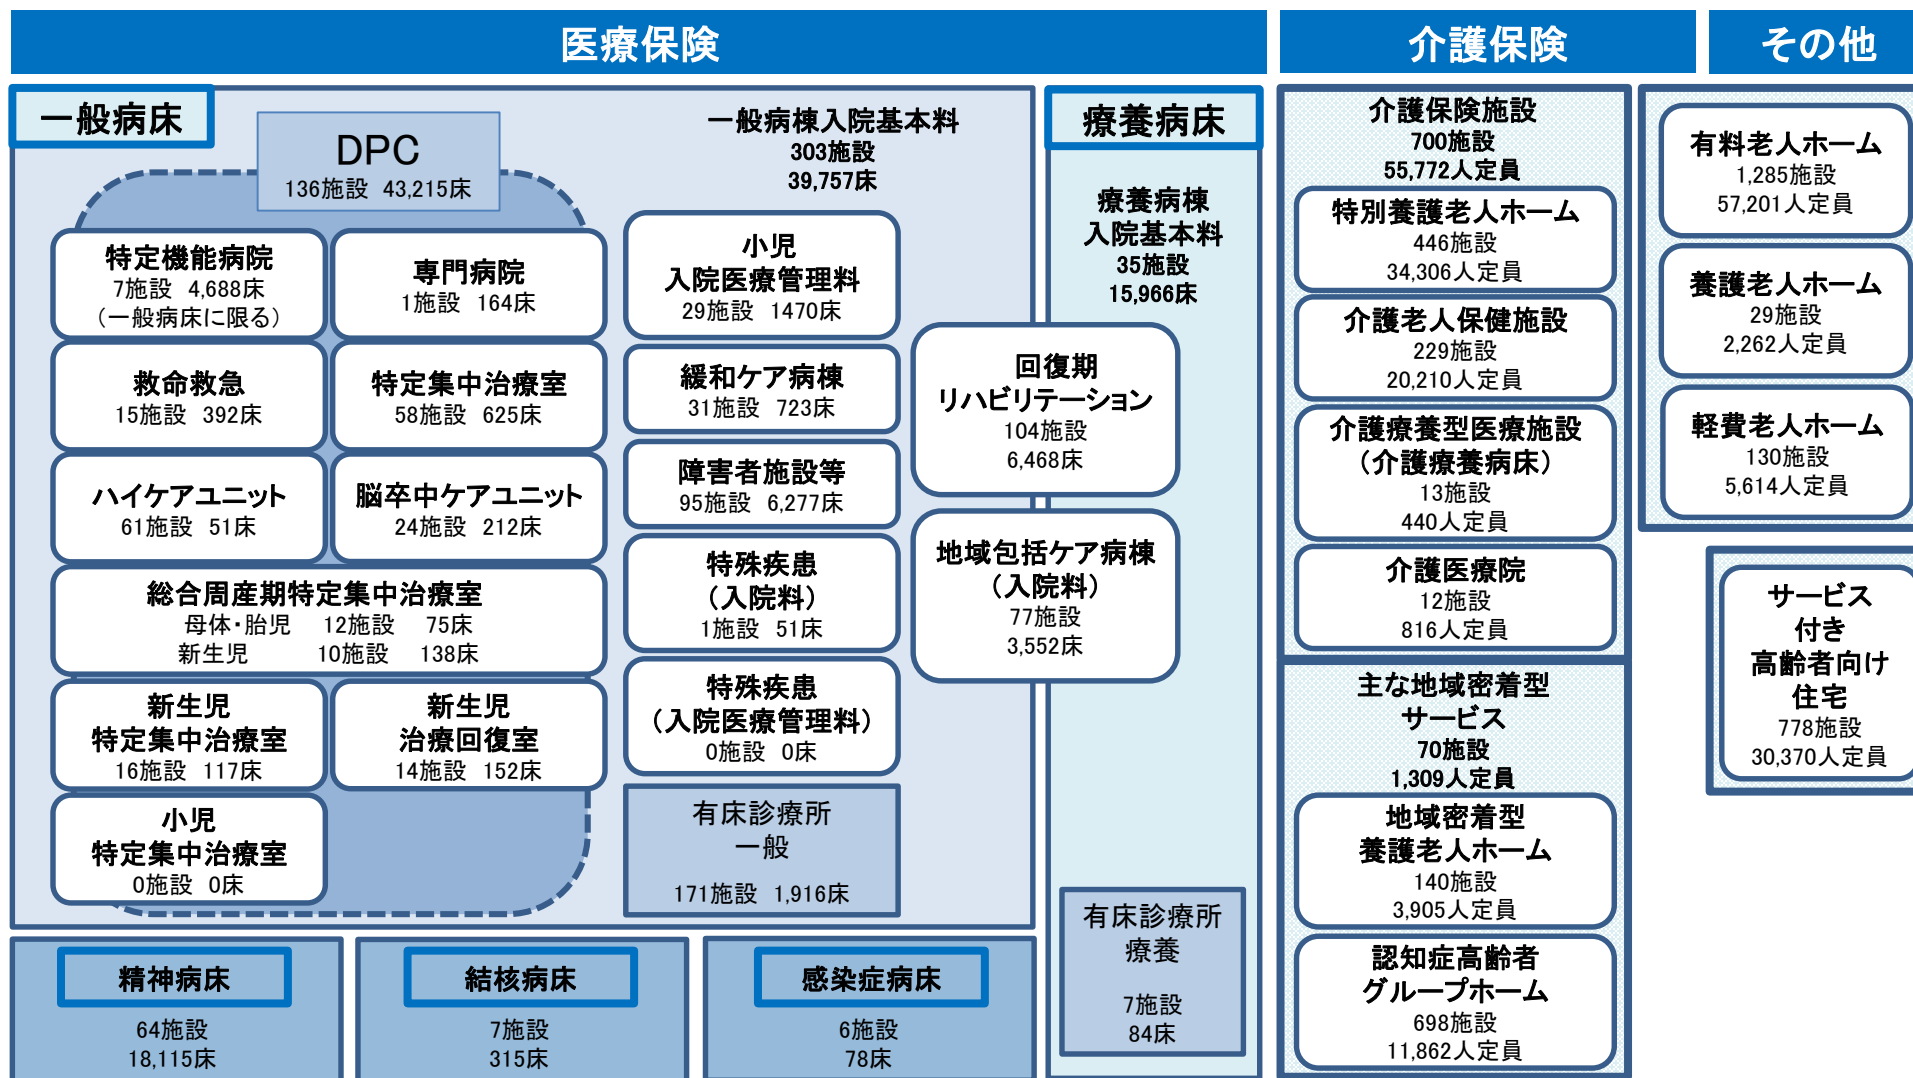 医療保険
介護保険
その他
一般病床
DPC
136施設 43,215床
一般病棟入院基本料
303施設
39,757床
特定機能病院
7施設 4,688床
（一般病床に限る）
専門病院
1施設 164床
救命救急
15施設 392床
特定集中治療室
58施設 625床
ハイケアユニット
61施設 51床
脳卒中ケアユニット
24施設 212床
総合周産期特定集中治療室
母体・胎児 12施設 75床
新生児 10施設 138床
新生児
特定集中治療室
16施設 117床
新生児
治療回復室
14施設 152床
小児
特定集中治療室
0施設 0床
小児
入院医療管理料
29施設 1470床
緩和ケア病棟
31施設 723床
障害者施設等
95施設 6,277床
特殊疾患
（入院料）
1施設 51床
特殊疾患
（入院医療管理料）
0施設 0床
有床診療所
一般
171施設 1,916床
療養病床
療養病棟
入院基本料
35施設
15,966床
回復期
リハビリテーション
104施設
6,468床
地域包括ケア病棟
（入院料）
77施設
3,552床
有床診療所
療養
7施設
84床
精神病床
64施設
18,115床
結核病床
7施設
315床
感染症病床
6施設
78床
介護保険施設
700施設
55,772人定員
特別養護老人ホーム
446施設
34,306人定員
介護老人保健施設
229施設
20,210人定員
介護療養型医療施設
（介護療養病床）
13施設
440人定員
介護医療院
12施設
816人定員
主な地域密着型
サービス
70施設
1,309人定員
地域密着型
養護老人ホーム
140施設
3,905人定員
認知症高齢者
グループホーム
698施設
11,862人定員
有料老人ホーム
1,285施設
57,201人定員
養護老人ホーム
29施設
2,262人定員
軽費老人ホーム
130施設
5,614人定員
サービス
付き
高齢者向け
住宅
778施設
30,370人定員